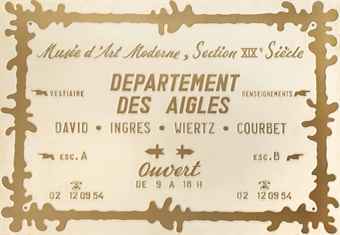 Musée d'Art Moderne, Section XIXe Siècle
DEPARTEMENT
DES AIGLES
VESTIAIRE
RENSEIGNEMENTS
DAVID • INGRES • WIERTZ • COURBET
ESC. A
ESC. B
Ouvert
DE 9 A 18 H
02 12 09 54
02 12 09 54